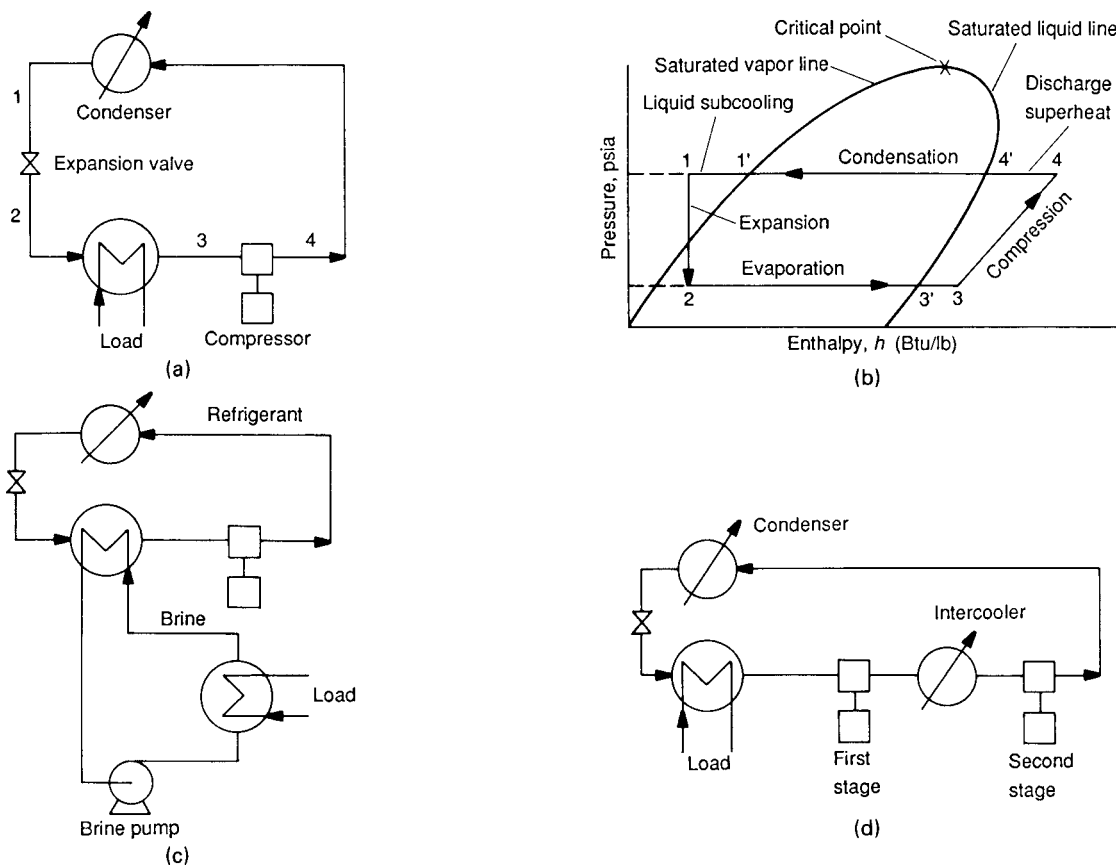 1
Condenser
Expansion valve
2
3
4
Load
Compressor
(a)
Critical point
Saturated liquid line
Saturated vapor line
Liquid subcooling
Discharge
superheat
1
1'
Condensation
4'
4
Pressure, psia
Expansion
Compression
Evaporation
2
3'
3
Enthalpy, h (Btu/lb)
(b)
Refrigerant
Brine
Load
Brine pump
(c)
Condenser
Intercooler
Load
First
stage
Second
stage
(d)